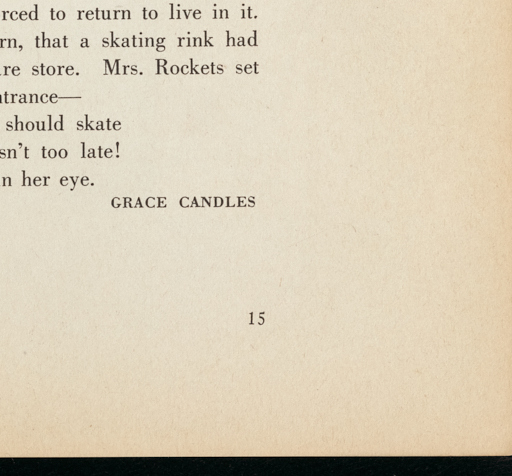 rced to return to live in it.
rn, that a skating rink had
re store. Mrs. Rockets set
ntrance—
should skate
sn't too late!
n her eye.
GRACE CANDLES
15